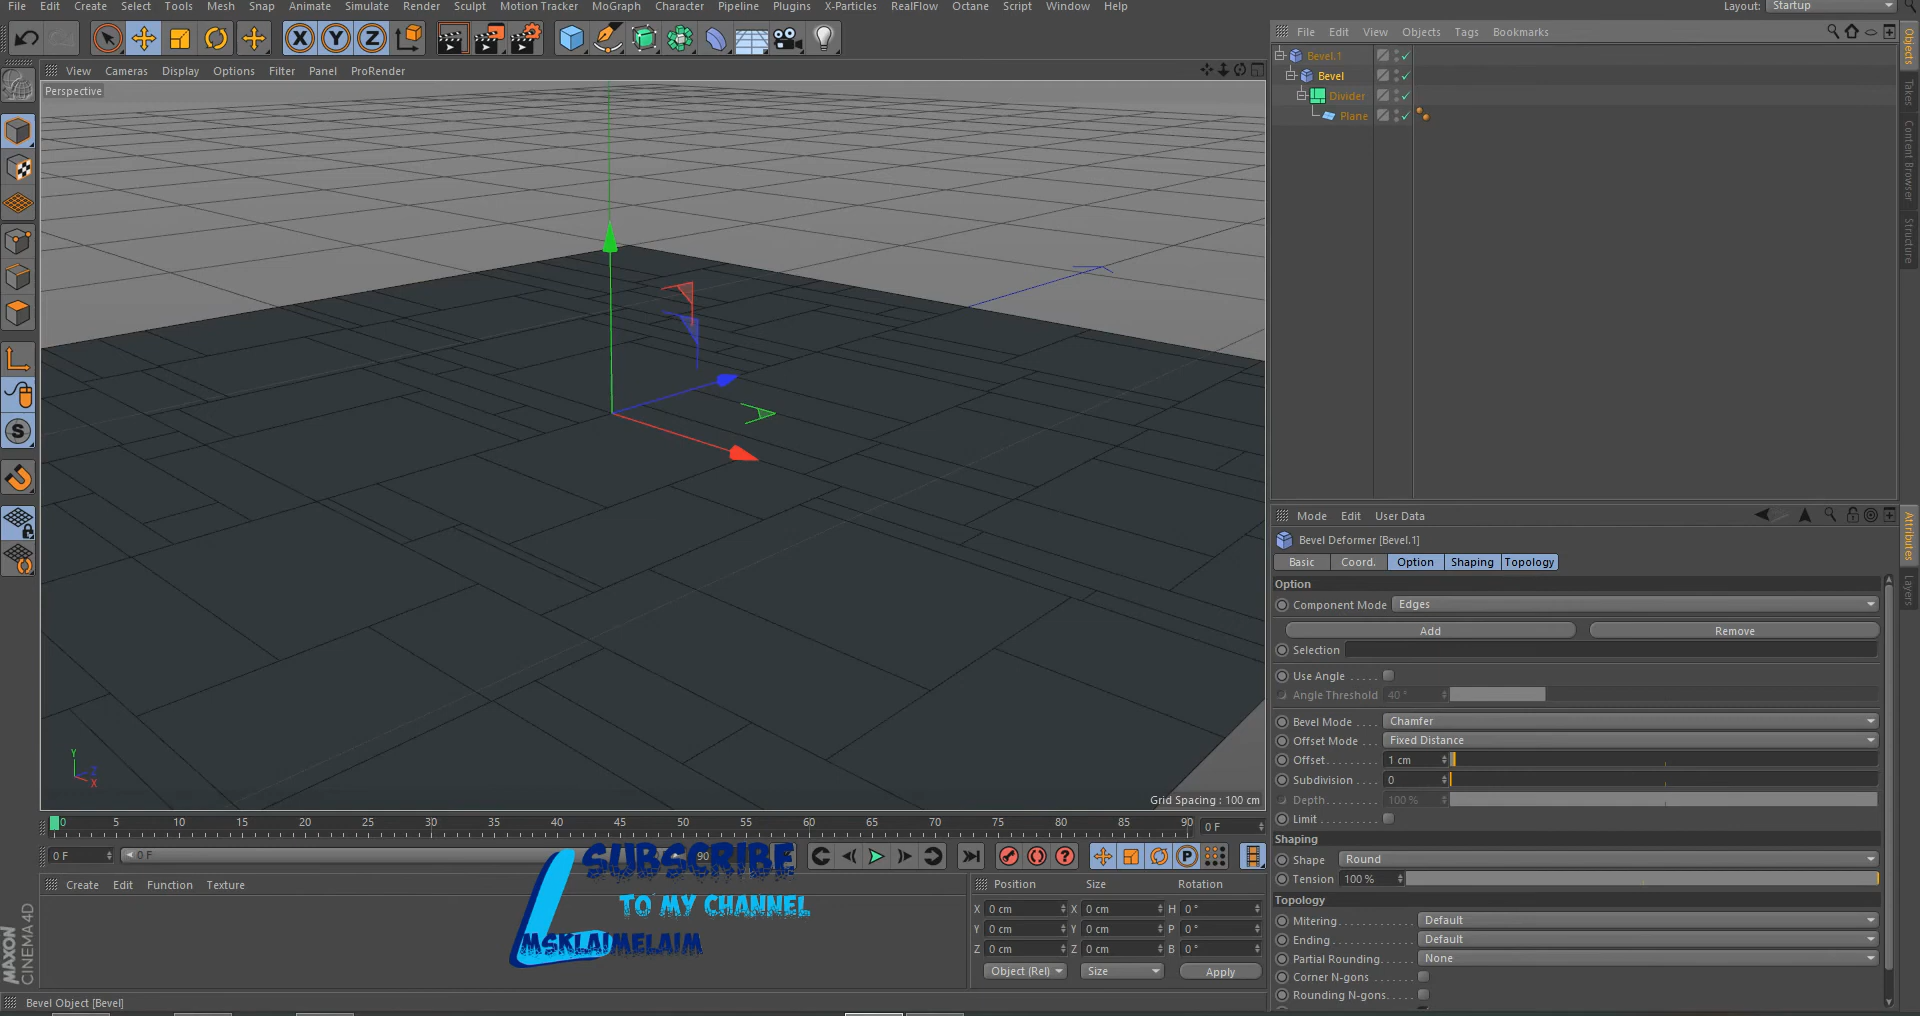 File Edit Create Select Tools Mesh Snap Animate Simulate Render Sculpt Motion Tracker MoGraph Character Pipeline Plugins X-Particles RealFlow Octane Script Window Help
Layout: Startup
File Edit View Objects Tags Bookmarks
View Cameras Display Options Filter Panel ProRender
Perspective
Bevel.1
Bevel
Divider
Plane
Objects
Takes
Content Browser
Structure
Mode Edit User Data
Bevel Deformer [Bevel.1]
Basic Coord. Option Shaping Topology
Attributes
Layers
Option
Component Mode Edges
Add Remove
Selection
Use Angle
Angle Threshold 40 °
Bevel Mode Chamfer
Offset Mode Fixed Distance
Offset 1 cm
Subdivision 0
Depth 100 %
Limit
Shaping
Shape Round
Tension 100 %
Topology
Mitering Default
Ending Default
Partial Rounding None
Corner N-gons
Rounding N-gons
Y
Z
X
Grid Spacing : 100 cm
0 5 10 15 20 25 30 35 40 45 50 55 60 65 70 75 80 85 90 0 F
0 F 0 F 90
SUBSCRIBE
TO MY CHANNEL
MSKLAIMELAIM
Create Edit Function Texture
Position Size Rotation
X 0 cm X 0 cm H 0 °
Y 0 cm Y 0 cm P 0 °
Z 0 cm Z 0 cm B 0 °
Object (Rel) Size Apply
MAXON
CINEMA 4D
Bevel Object [Bevel]